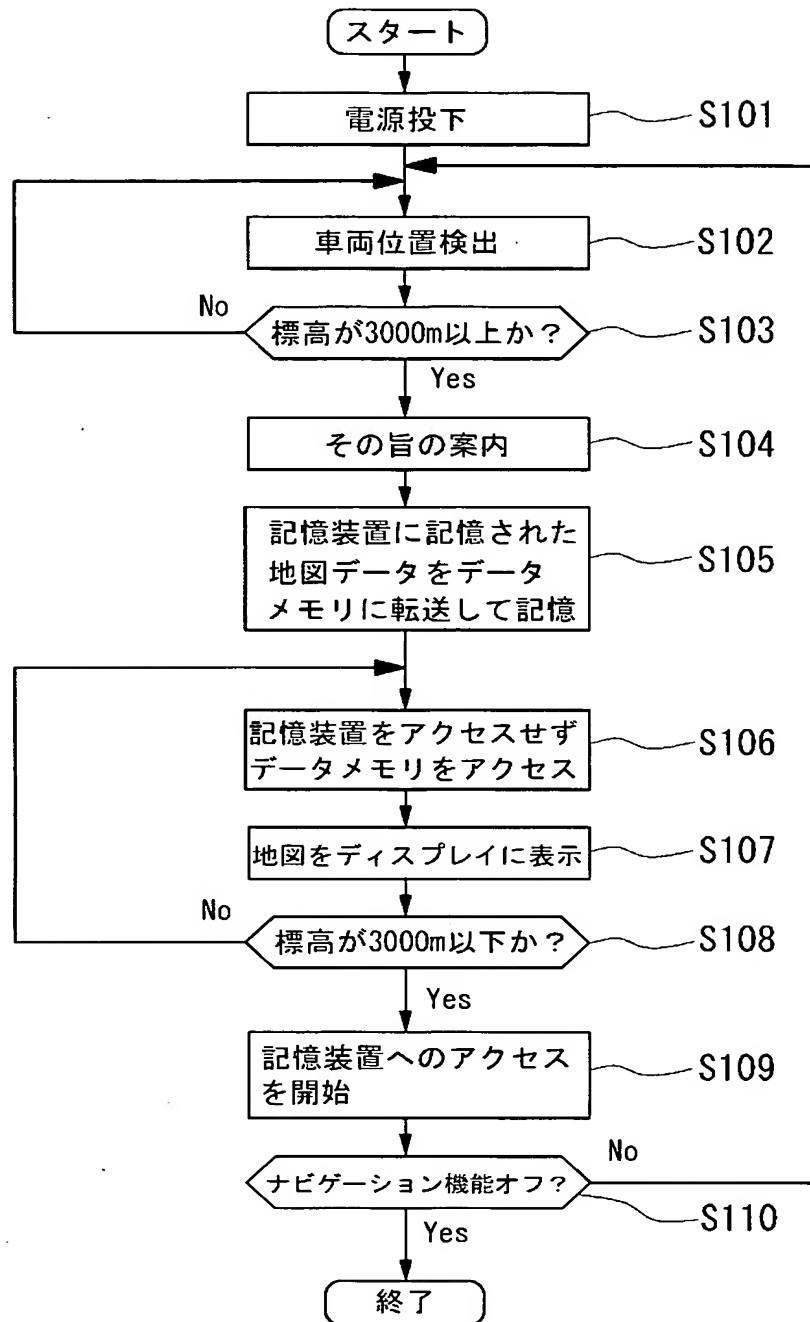 スタート
電源投下
S101
車両位置検出
S102
No
標高が3000m以上か？
S103
Yes
その旨の案内
S104
記憶装置に記憶された
地図データをデータ
メモリに転送して記憶
S105
記憶装置をアクセスせず
データメモリをアクセス
S106
地図をディスプレイに表示
S107
No
標高が3000m以下か？
S108
Yes
記憶装置へのアクセス
を開始
S109
No
ナビゲーション機能オフ？
S110
Yes
終了